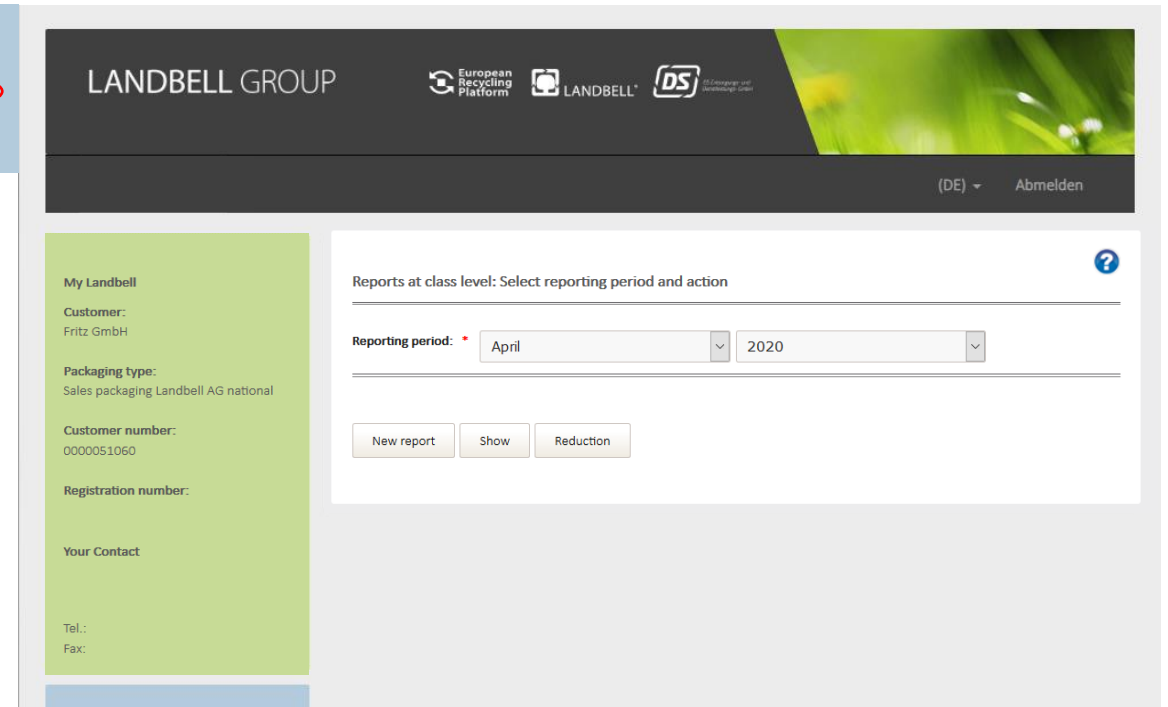 LANDBELL GROUP
European
Recycling
Platform
LANDBELL
DS
(DE)
Abmelden
My Landbell
Customer:
Fritz GmbH
Packaging type:
Sales packaging Landbell AG national
Customer number:
0000051060
Registration number:
Your Contact
Tel.:
Fax:
?
Reports at class level: Select reporting period and action
Reporting period: * April 2020
New report Show Reduction